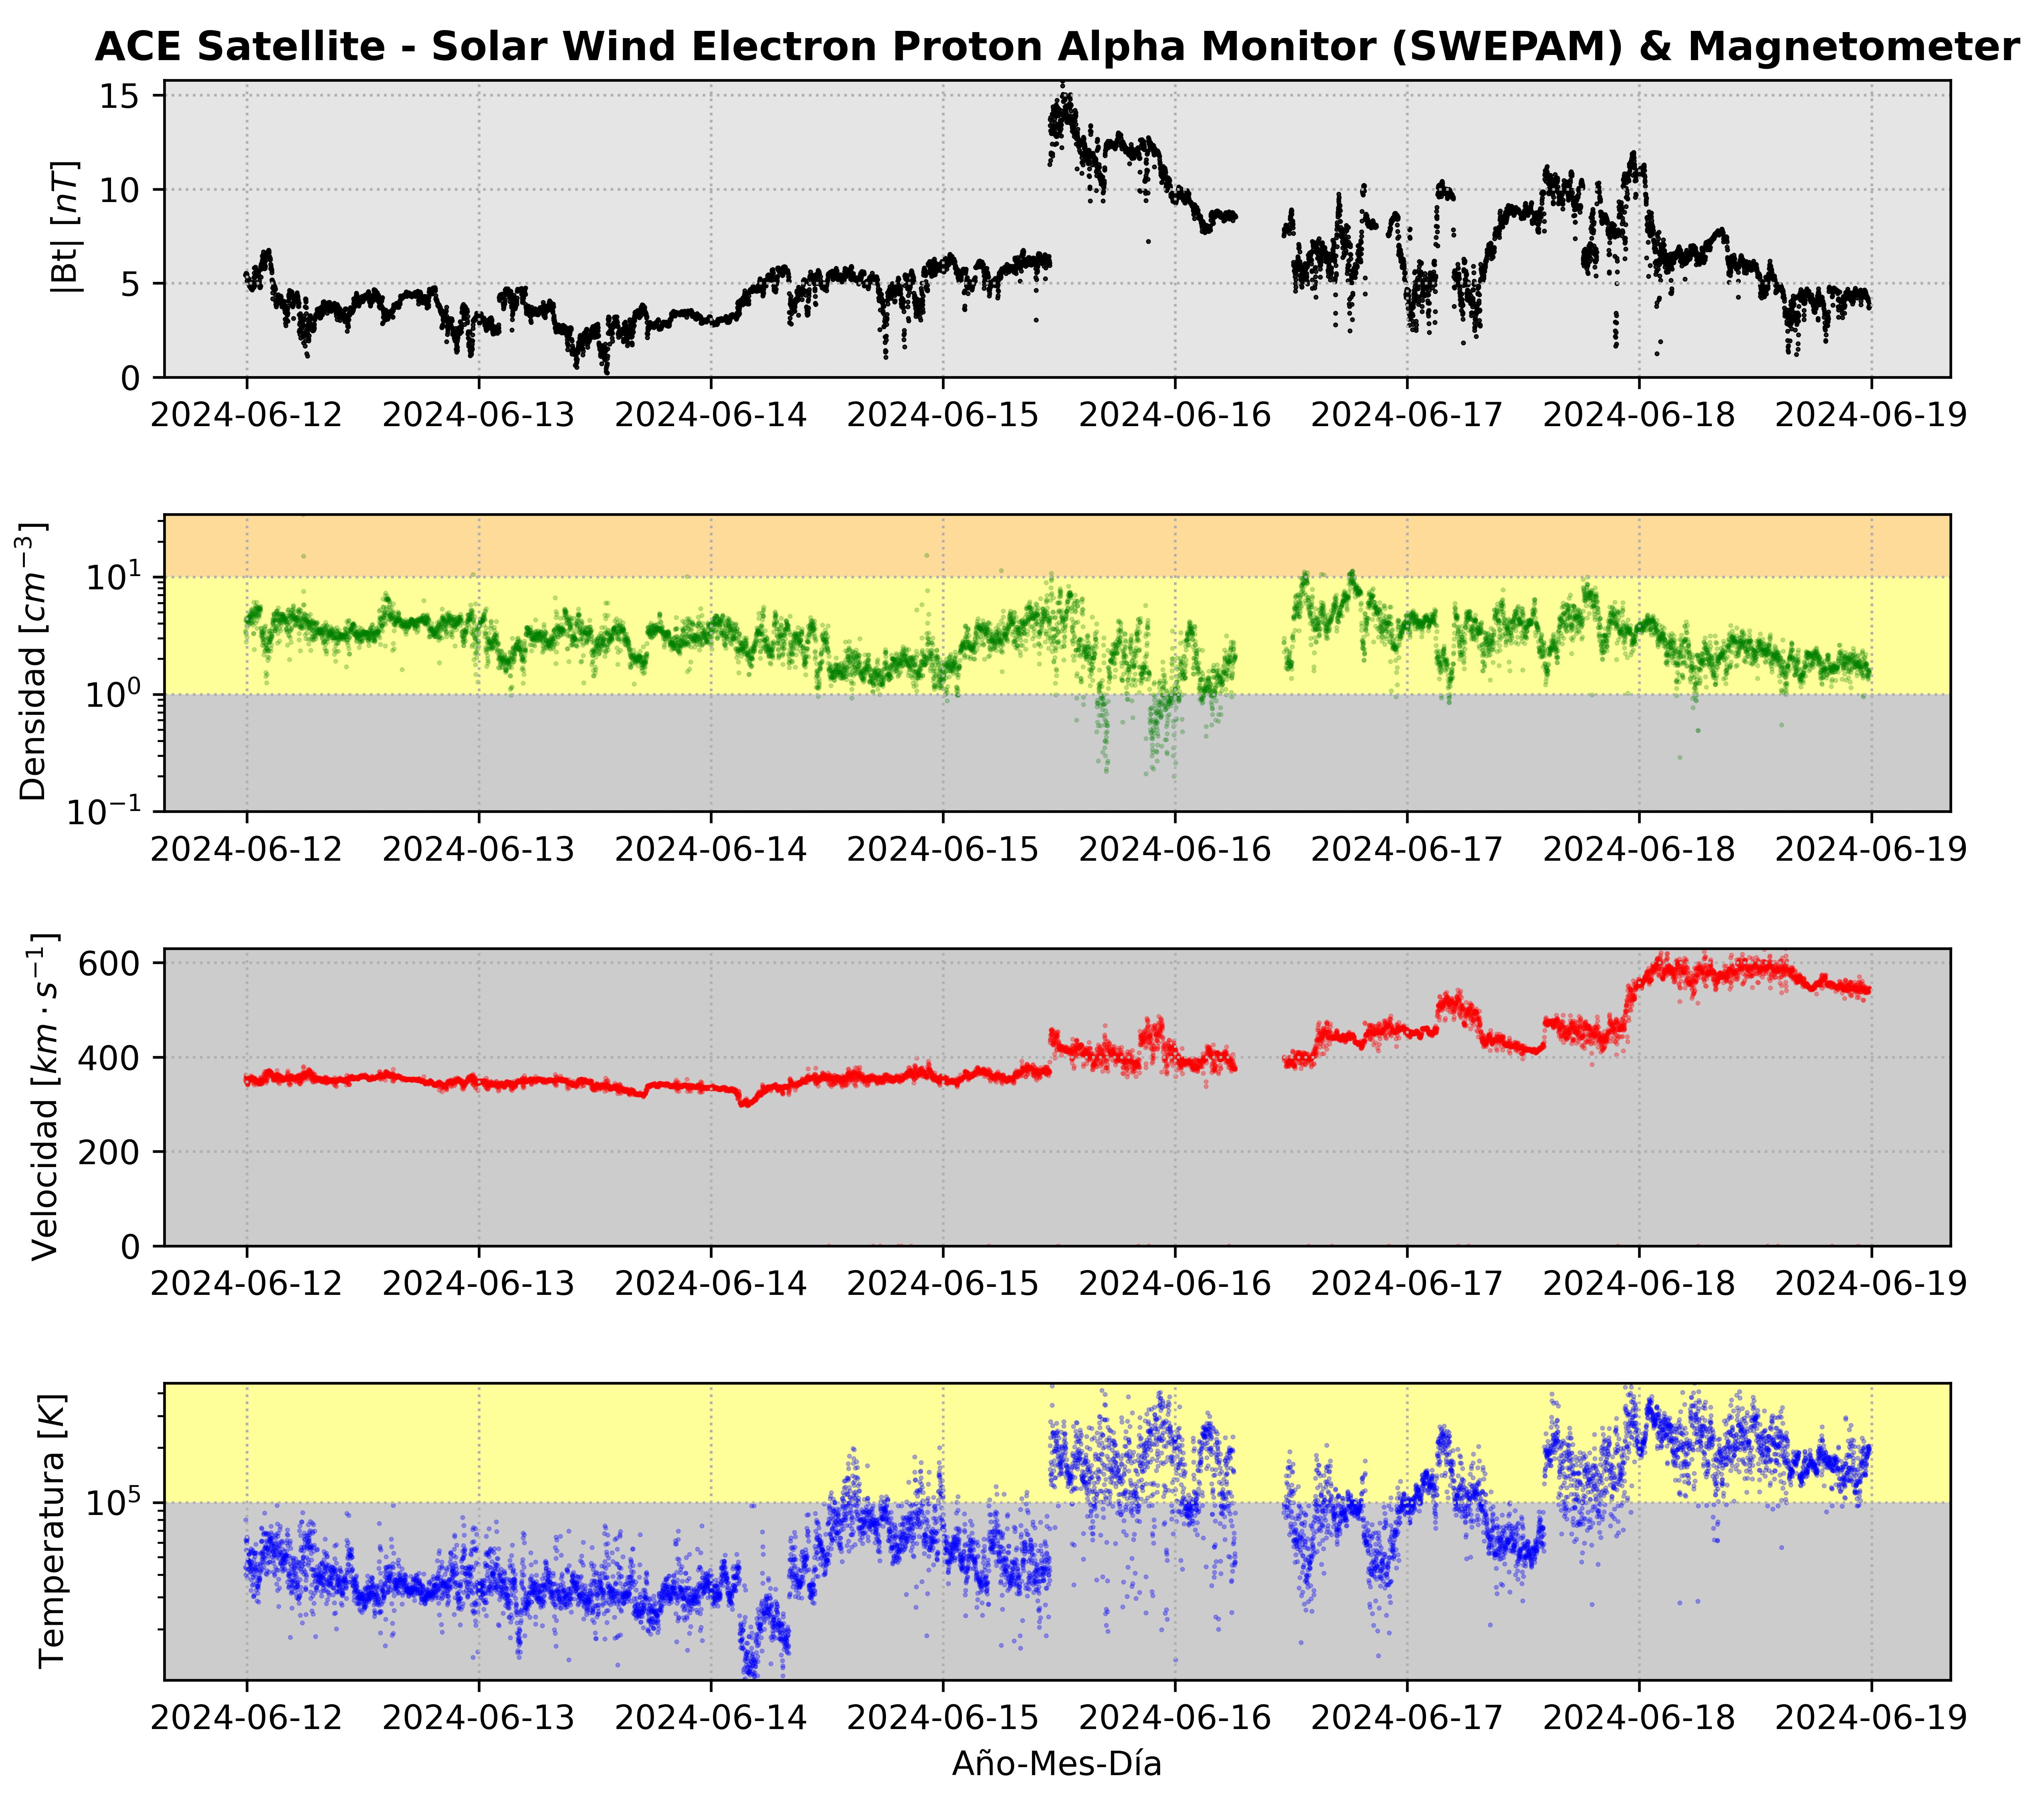 ACE Satellite - Solar Wind Electron Proton Alpha Monitor (SWEPAM) & Magnetometer
|Bt| [nT]
15
10
5
0
2024-06-12 2024-06-13 2024-06-14 2024-06-15 2024-06-16 2024-06-17 2024-06-18 2024-06-19
Densidad [cm⁻³]
10¹
10⁰
10⁻¹
2024-06-12 2024-06-13 2024-06-14 2024-06-15 2024-06-16 2024-06-17 2024-06-18 2024-06-19
Velocidad [km · s⁻¹]
600
400
200
0
2024-06-12 2024-06-13 2024-06-14 2024-06-15 2024-06-16 2024-06-17 2024-06-18 2024-06-19
Temperatura [K]
10⁵
2024-06-12 2024-06-13 2024-06-14 2024-06-15 2024-06-16 2024-06-17 2024-06-18 2024-06-19
Año-Mes-Día